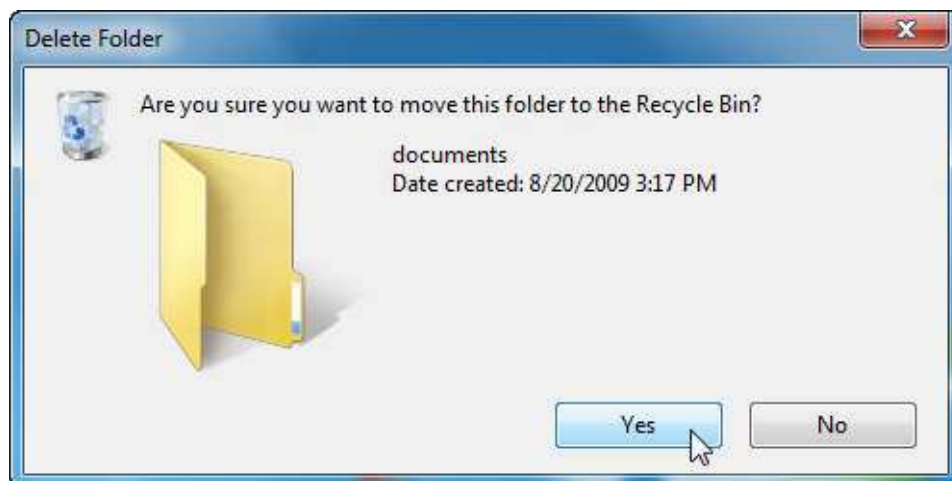 Delete Folder
Are you sure you want to move this folder to the Recycle Bin?
documents
Date created: 8/20/2009 3:17 PM
Yes
No